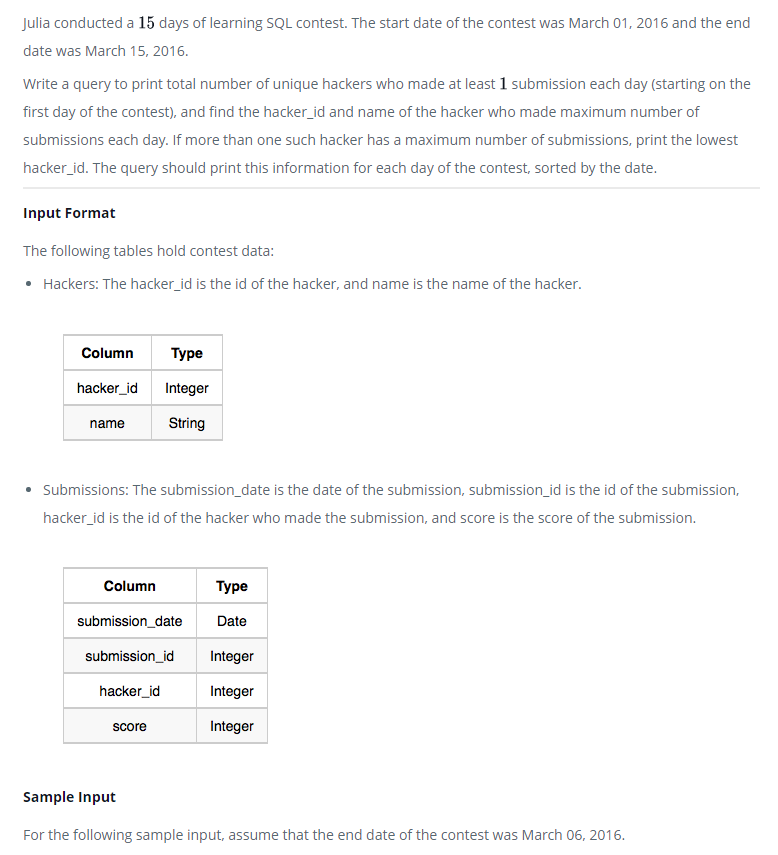 Julia conducted a 15 days of learning SQL contest. The start date of the contest was March 01, 2016 and the end
date was March 15, 2016.
Write a query to print total number of unique hackers who made at least 1 submission each day (starting on the
first day of the contest), and find the hacker_id and name of the hacker who made maximum number of
submissions each day. If more than one such hacker has a maximum number of submissions, print the lowest
hacker_id. The query should print this information for each day of the contest, sorted by the date.
Input Format
The following tables hold contest data:
• Hackers: The hacker_id is the id of the hacker, and name is the name of the hacker.
Column Type
hacker_id Integer
name String
• Submissions: The submission_date is the date of the submission, submission_id is the id of the submission,
hacker_id is the id of the hacker who made the submission, and score is the score of the submission.
Column Type
submission_date Date
submission_id Integer
hacker_id Integer
score Integer
Sample Input
For the following sample input, assume that the end date of the contest was March 06, 2016.